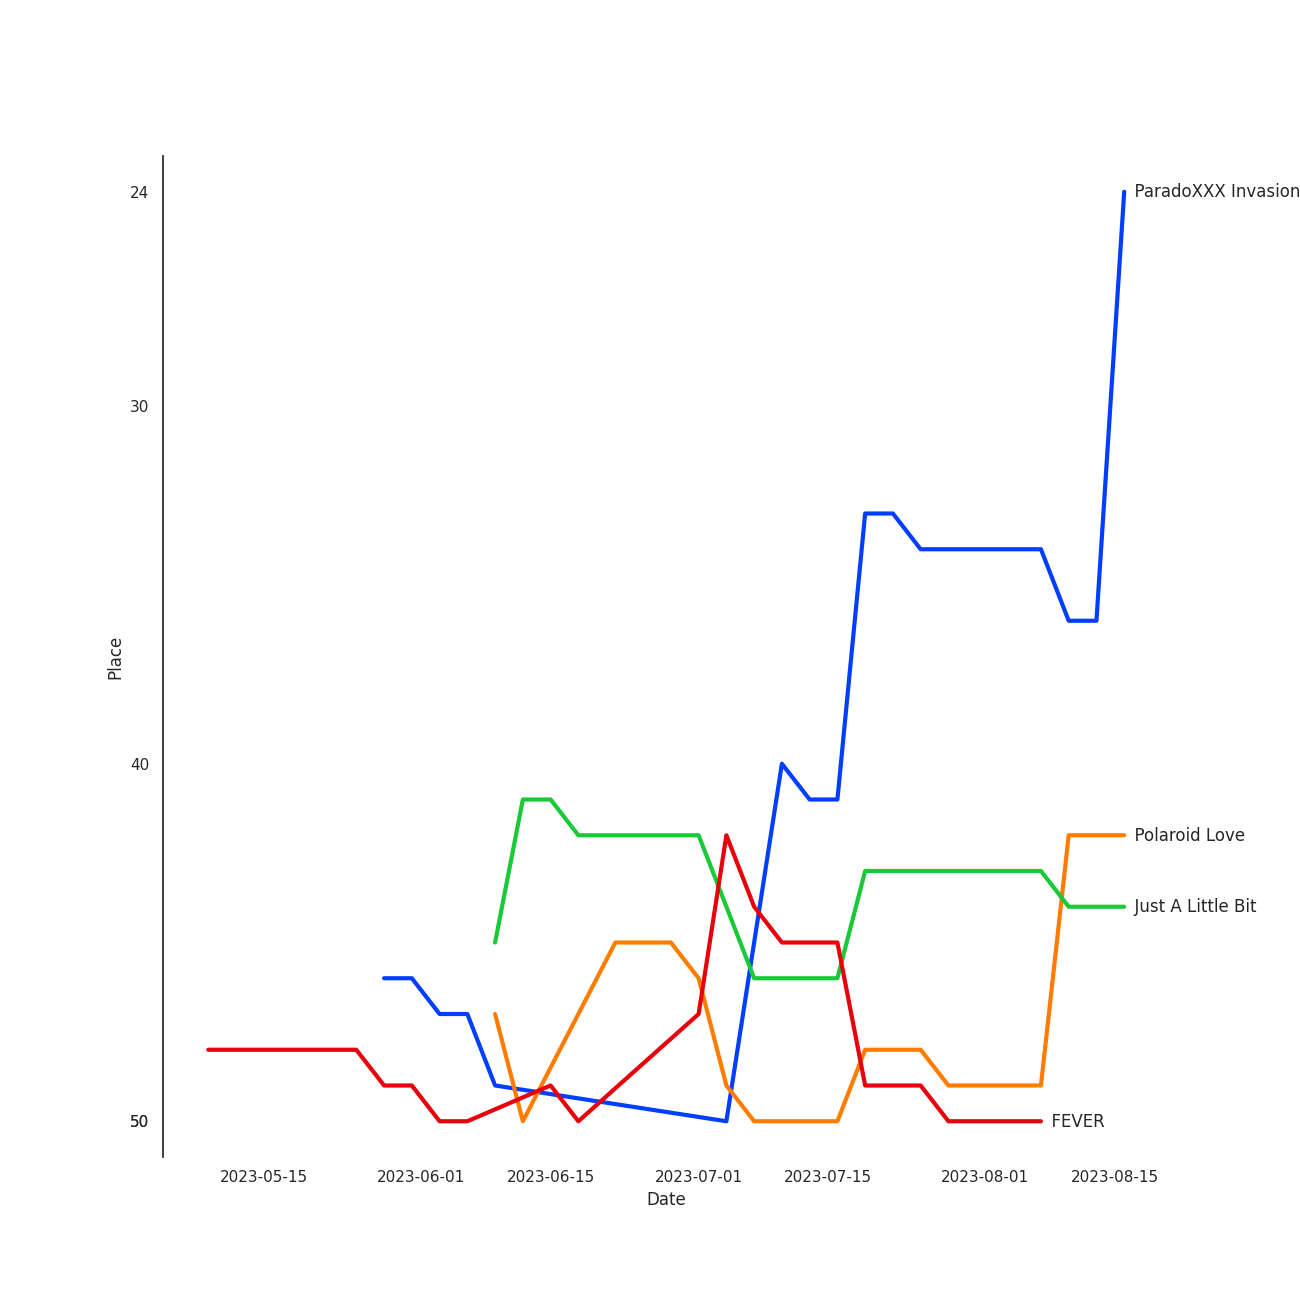 24
ParadoXXX Invasion
30
Place
40
Polaroid Love
Just A Little Bit
50
FEVER
2023-05-15 2023-06-01 2023-06-15 2023-07-01 2023-07-15 2023-08-01 2023-08-15
Date